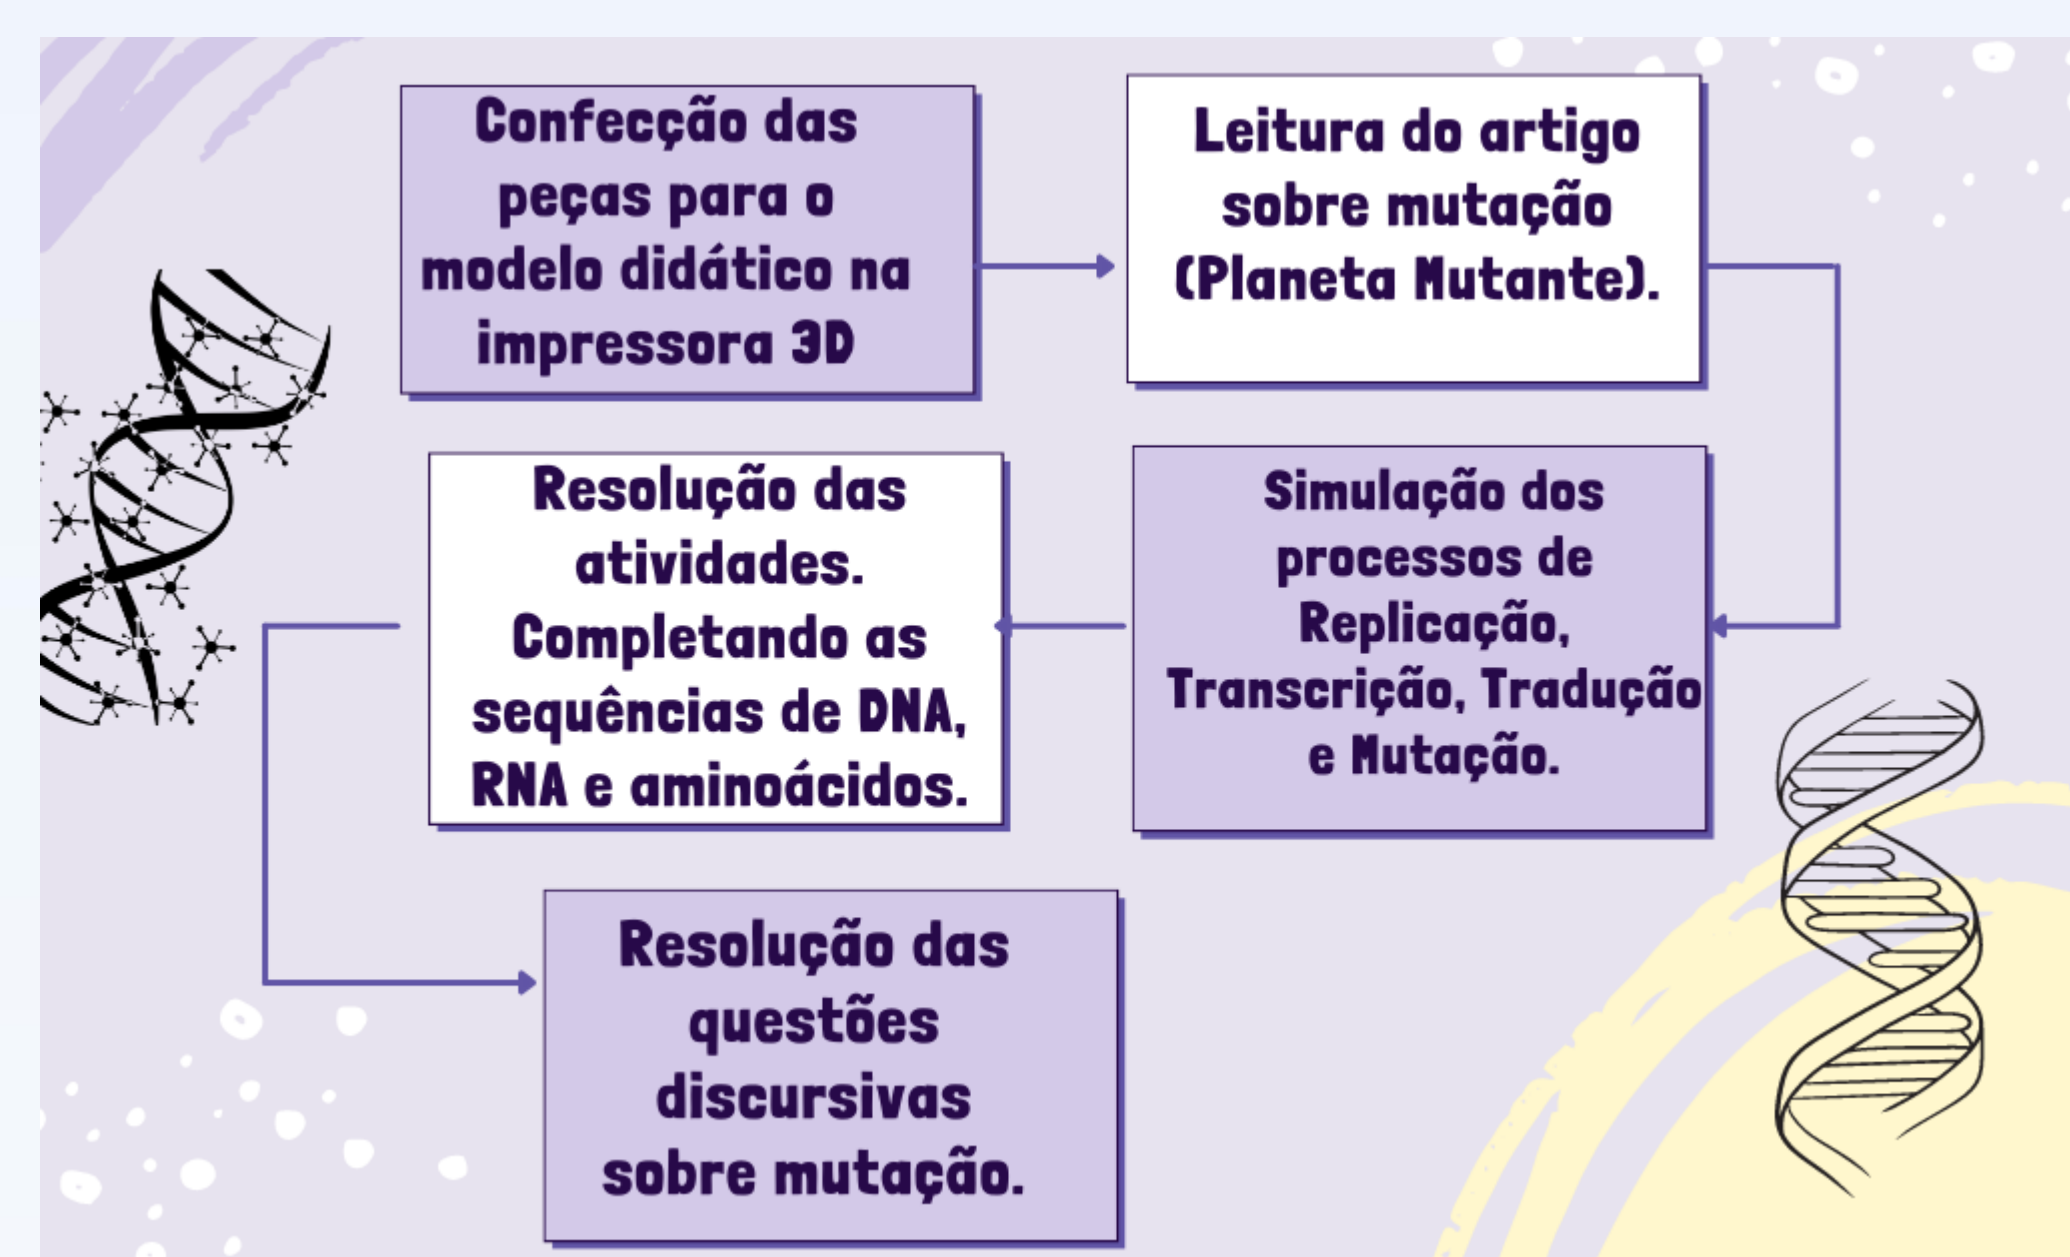 Confecção das
peças para o
modelo didático na
impressora 3D
Leitura do artigo
sobre mutação
(Planeta Mutante).
Simulação dos
processos de
Replicação,
Transcrição, Tradução
e Mutação.
Resolução das
atividades.
Completando as
sequências de DNA,
RNA e aminoácidos.
Resolução das
questões
discursivas
sobre mutação.